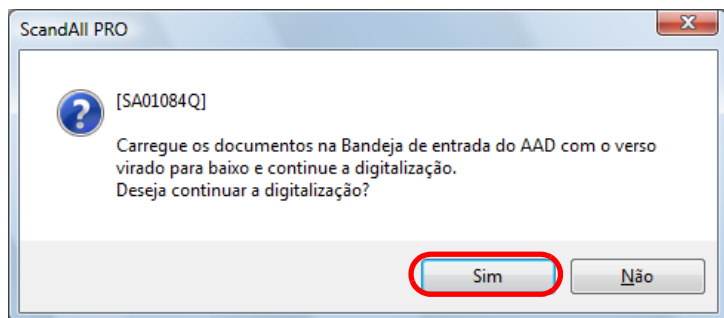 ScandAll PRO
[SA01084Q]
Carregue os documentos na Bandeja de entrada do AAD com o verso
virado para baixo e continue a digitalização.
Deseja continuar a digitalização?
Sim
Não